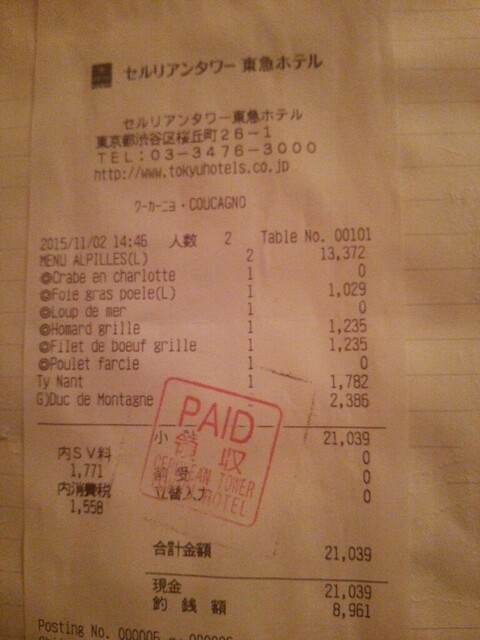 セルリアンタワー 東急ホテル
セルリアンタワー東急ホテル
東京都渋谷区桜丘町26-1
TEL:03-3476-3000
http://www.tokyuhotels.co.jp
クーカーニョ・COUCAGNO
2015/11/02 14:46 人数 2 Table No. 00101
MENU ALPILLES(L) 2 13,372
@Crabe en charlotte 1 0
@Foie gras poele(L) 1 1,029
@Loup de mer 1 0
@Homard grille 1 1,235
@Filet de boeuf grille 1 1,235
@Poulet farcie 1 0
Ty Nant 1 1,782
G)Duc de Montagne 2,386
小 21,039
内SV料 0
1,771 前受 0
内消費税 立替入力 0
1,558
PAID
領収
CERULEAN TOWER
HOTEL
合計金額 21,039
現金 21,039
釣銭額 8,961
Posting No. 000006